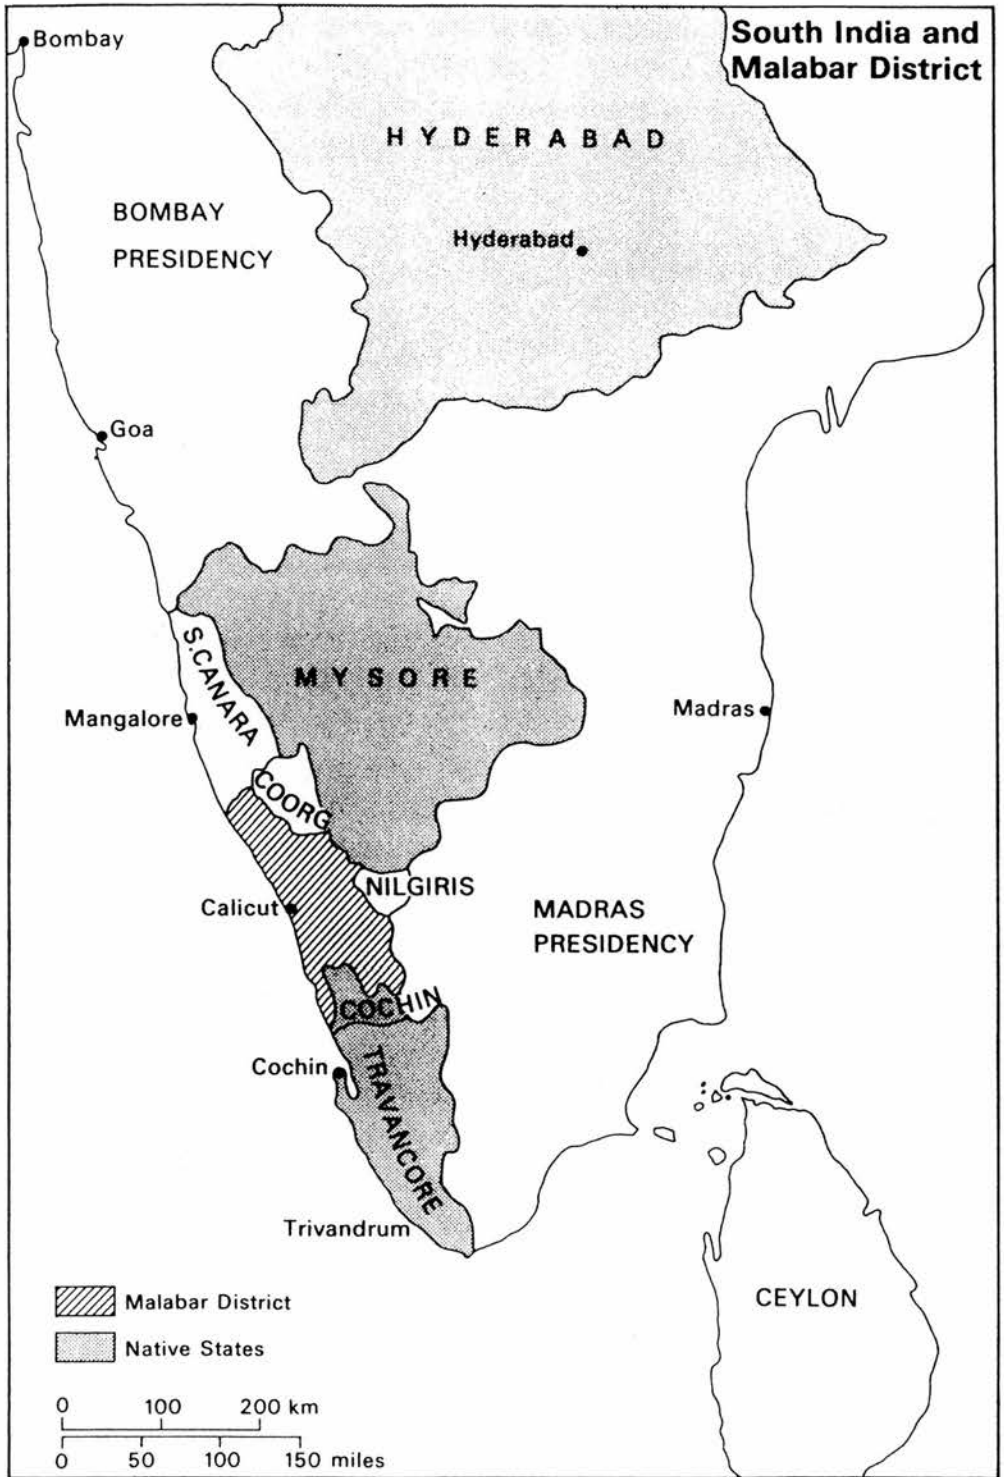 South India and
Malabar District
Bombay
HYDERABAD
BOMBAY
PRESIDENCY
Hyderabad
Goa
S.CANARA
MYSORE
Mangalore
Madras
COORG
NILGIRIS
Calicut
MADRAS
PRESIDENCY
COCHIN
Cochin
TRAVANCORE
Trivandrum
CEYLON
Malabar District
Native States
0 100 200 km
0 50 100 150 miles